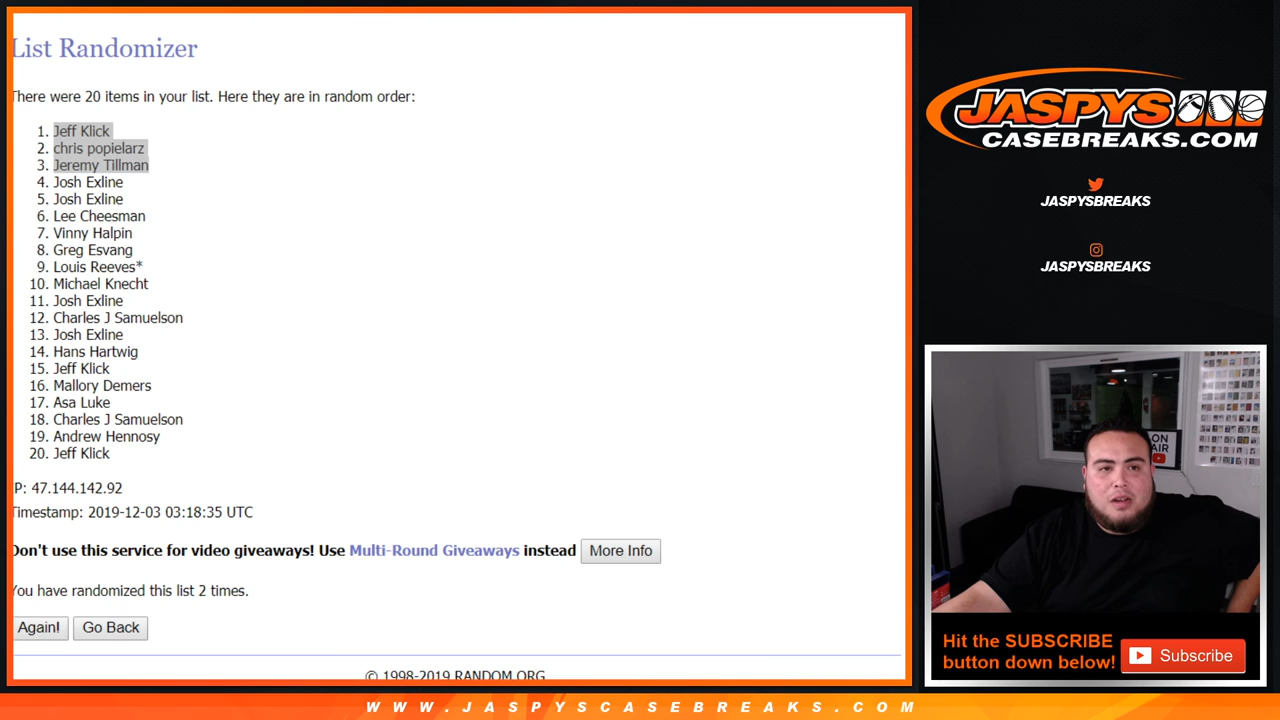 List Randomizer
There were 20 items in your list. Here they are in random order:
1. Jeff Klick
2. chris popielarz
3. Jeremy Tillman
4. Josh Exline
5. Josh Exline
6. Lee Cheesman
7. Vinny Halpin
8. Greg Esvang
9. Louis Reeves*
10. Michael Knecht
11. Josh Exline
12. Charles J Samuelson
13. Josh Exline
14. Hans Hartwig
15. Jeff Klick
16. Mallory Demers
17. Asa Luke
18. Charles J Samuelson
19. Andrew Hennosy
20. Jeff Klick
P: 47.144.142.92
Timestamp: 2019-12-03 03:18:35 UTC
Don't use this service for video giveaways! Use Multi-Round Giveaways instead More Info
You have randomized this list 2 times.
Again! Go Back
© 1998-2019 RANDOM.ORG
JASPYS
CASEBREAKS.COM
JASPYSBREAKS
JASPYSBREAKS
ON
AIR
Hit the SUBSCRIBE
button down below!
Subscribe
WWW.JASPYSCASEBREAKS.COM